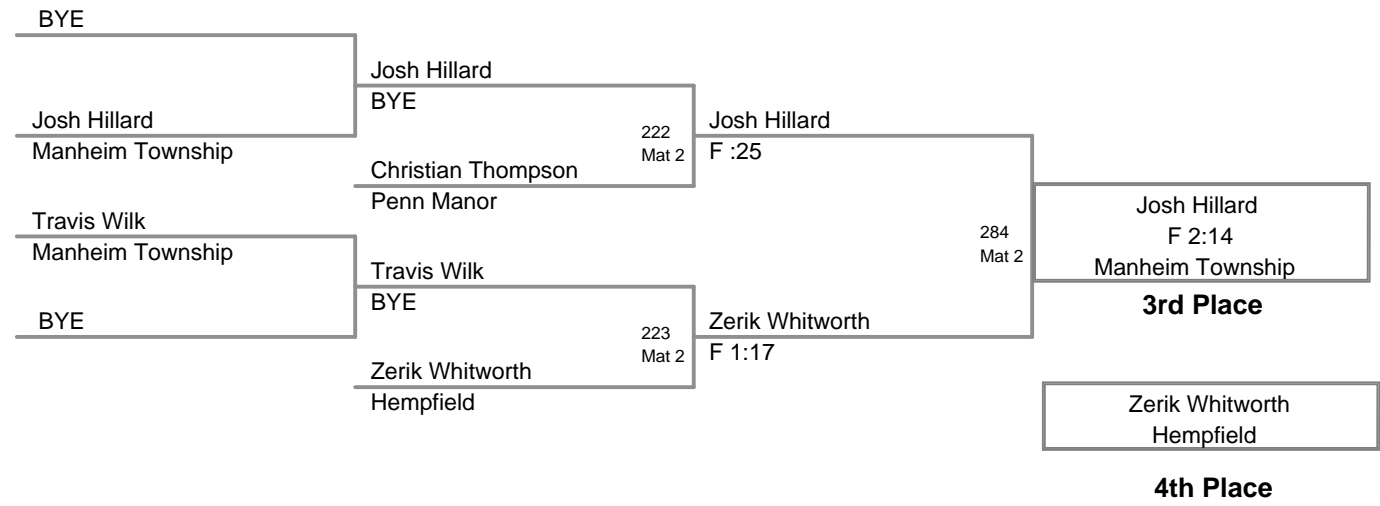 BYE
Josh Hillard
Manheim Township
Travis Wilk
Manheim Township
BYE
Josh Hillard
BYE
Christian Thompson
Penn Manor
222
Mat 2
Travis Wilk
BYE
Zerik Whitworth
Hempfield
223
Mat 2
Josh Hillard
F :25
Zerik Whitworth
F 1:17
284
Mat 2
Josh Hillard
F 2:14
Manheim Township
3rd Place
Zerik Whitworth
Hempfield
4th Place